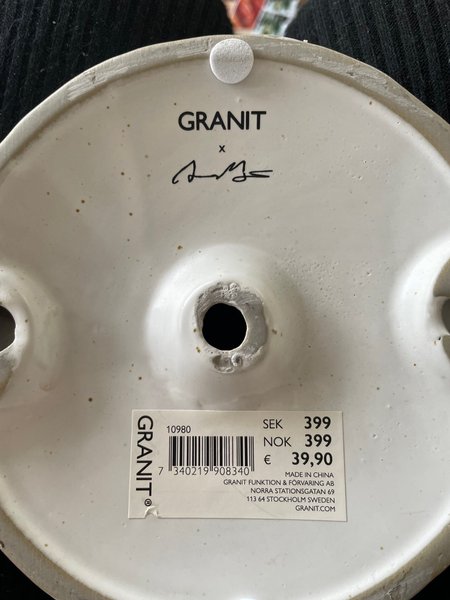 GRANIT
x
GRANIT®
10980
7 340219 908340
SEK 399
NOK 399
€ 39,90
MADE IN CHINA
GRANIT FUNKTION & FÖRVARING AB
NORRA STATIONSGATAN 69
113 64 STOCKHOLM SWEDEN
GRANIT.COM